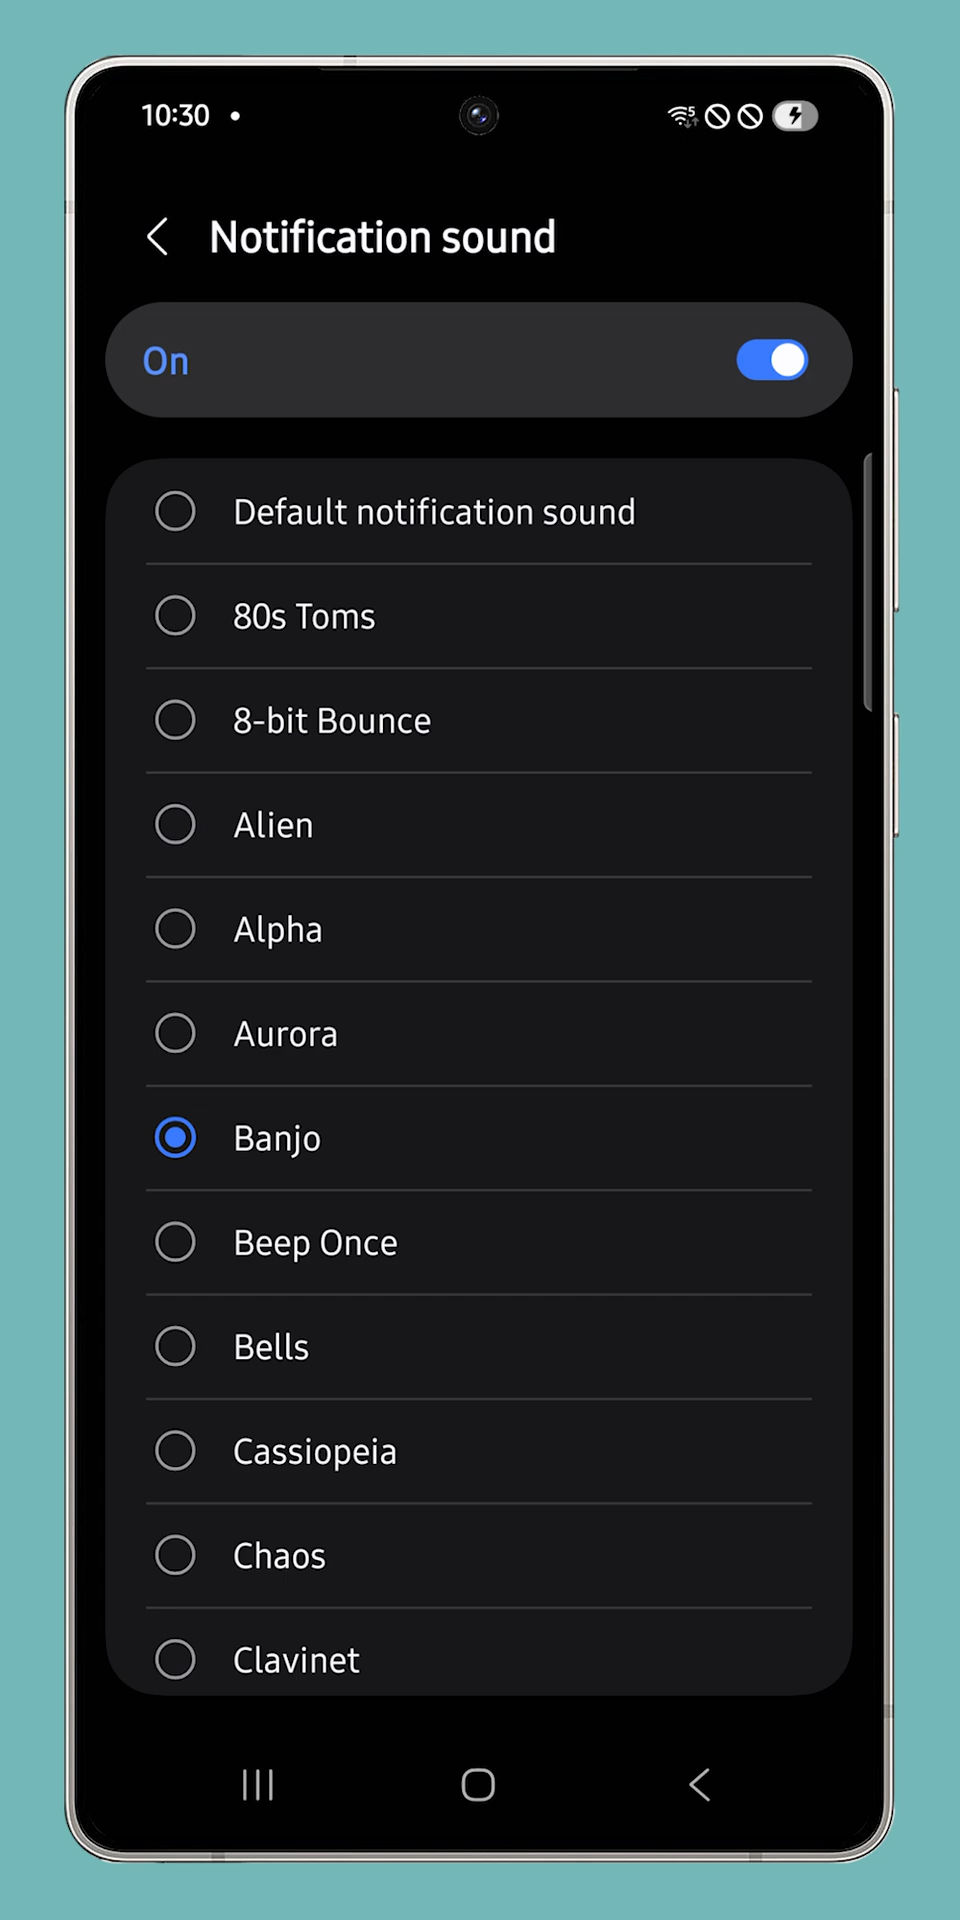 10:30
5
Notification sound
On
Default notification sound
80s Toms
8-bit Bounce
Alien
Alpha
Aurora
Banjo
Beep Once
Bells
Cassiopeia
Chaos
Clavinet